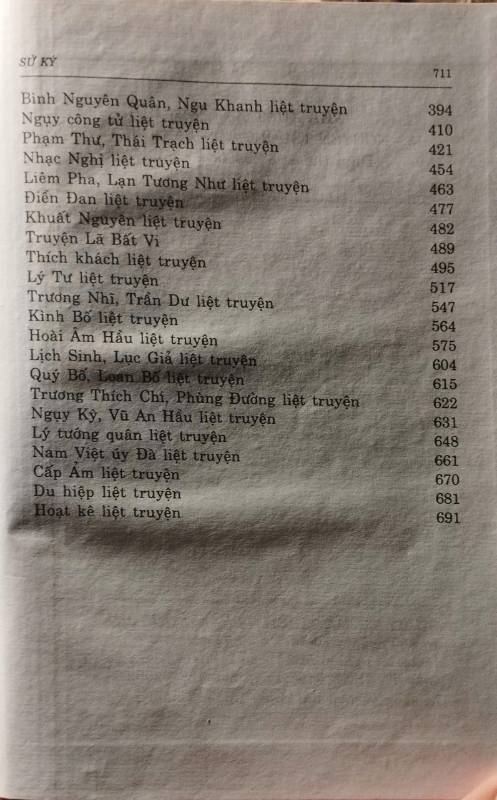 SỬ KÝ 711
Bình Nguyên Quân, Ngu Khanh liệt truyện 394
Ngụy công tử liệt truyện 410
Phạm Thư, Thái Trạch liệt truyện 421
Nhạc Nghị liệt truyện 454
Liêm Pha, Lạn Tương Như liệt truyện 463
Điền Đan liệt truyện 477
Khuất Nguyên liệt truyện 482
Truyện Lã Bất Vi 489
Thích khách liệt truyện 495
Lý Tư liệt truyện 517
Trương Nhĩ, Trần Dư liệt truyện 547
Kình Bố liệt truyện 564
Hoài Âm Hầu liệt truyện 575
Lịch Sinh, Lục Giả liệt truyện 604
Quý Bố, Loan Bố liệt truyện 615
Trương Thích Chi, Phùng Đường liệt truyện 622
Ngụy Kỳ, Vũ An Hầu liệt truyện 631
Lý tướng quân liệt truyện 648
Nam Việt úy Đà liệt truyện 661
Cấp Ảm liệt truyện 670
Du hiệp liệt truyện 681
Hoạt kê liệt truyện 691